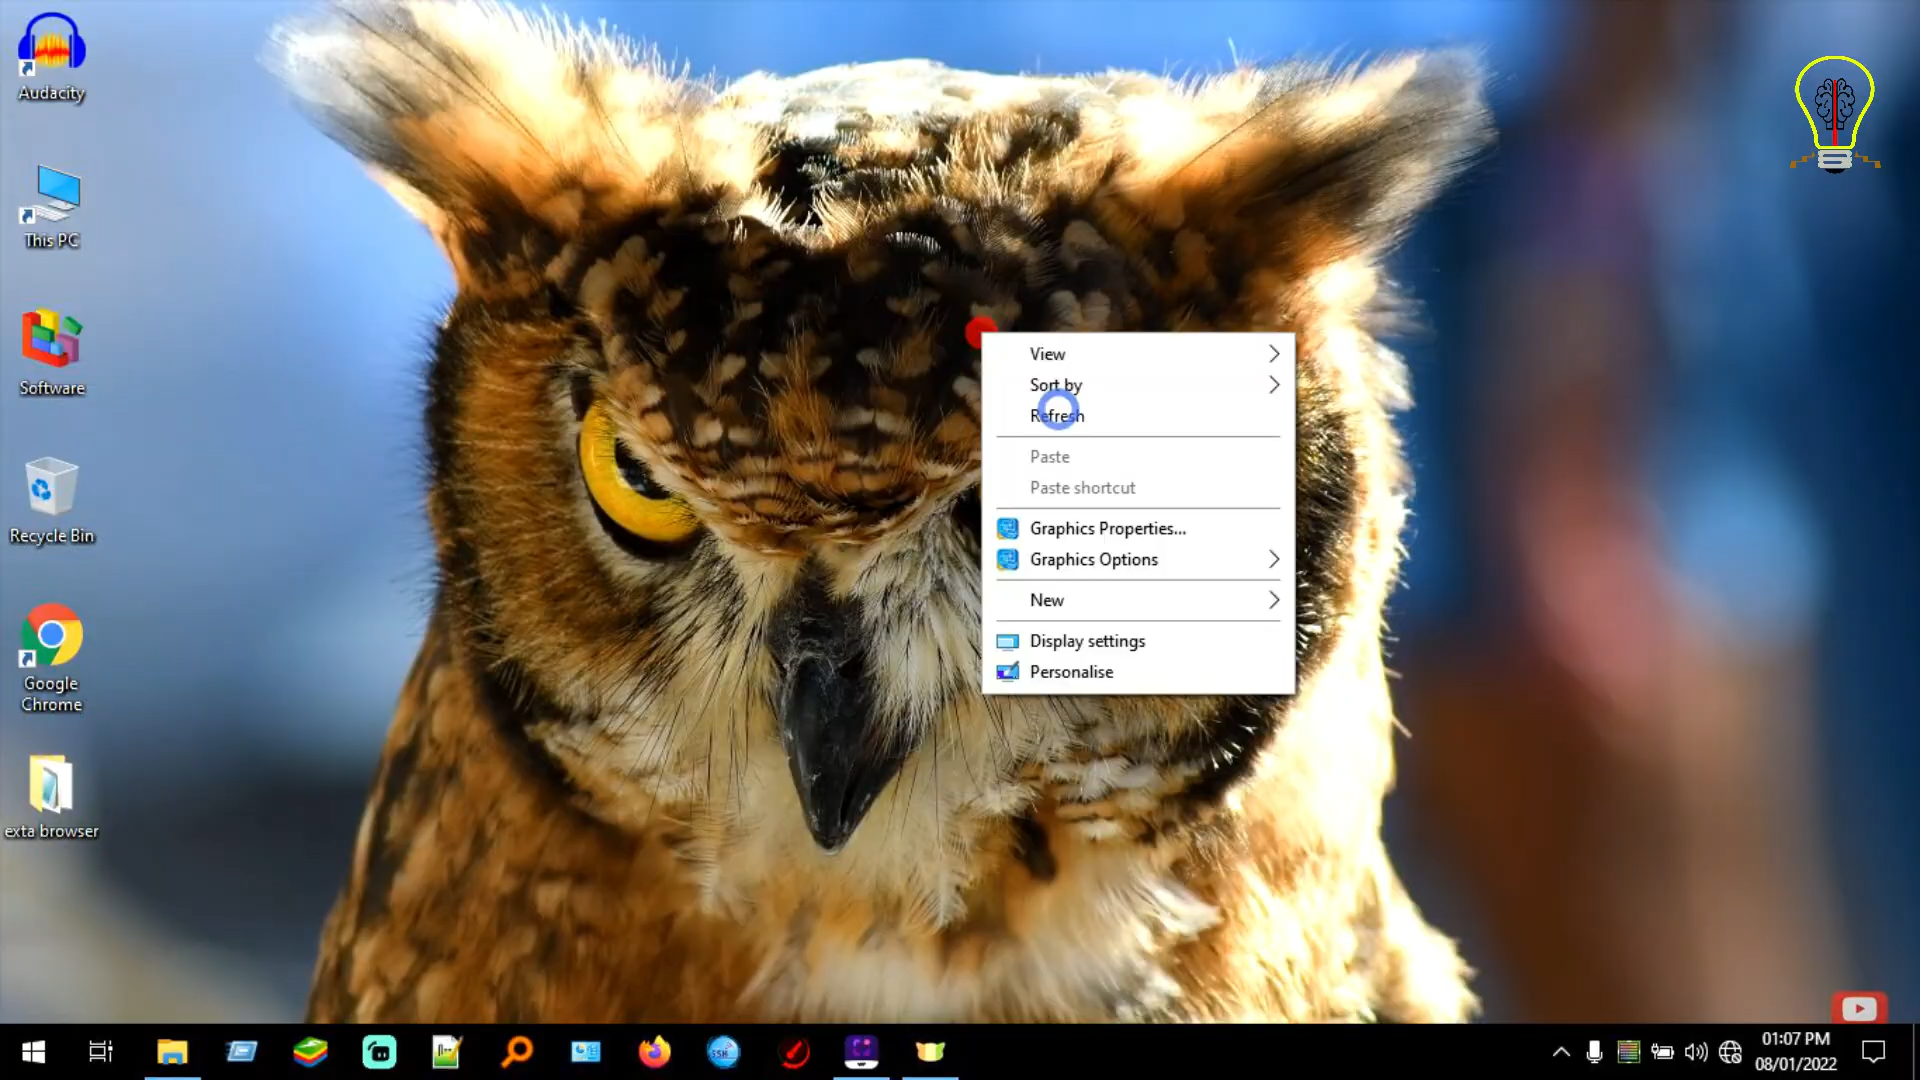 Audacity
This PC
Software
Recycle Bin
Google
Chrome
exta browser
View
Sort by
Refresh
Paste
Paste shortcut
Graphics Properties...
Graphics Options
New
Display settings
Personalise
SSH
01:07 PM
08/01/2022